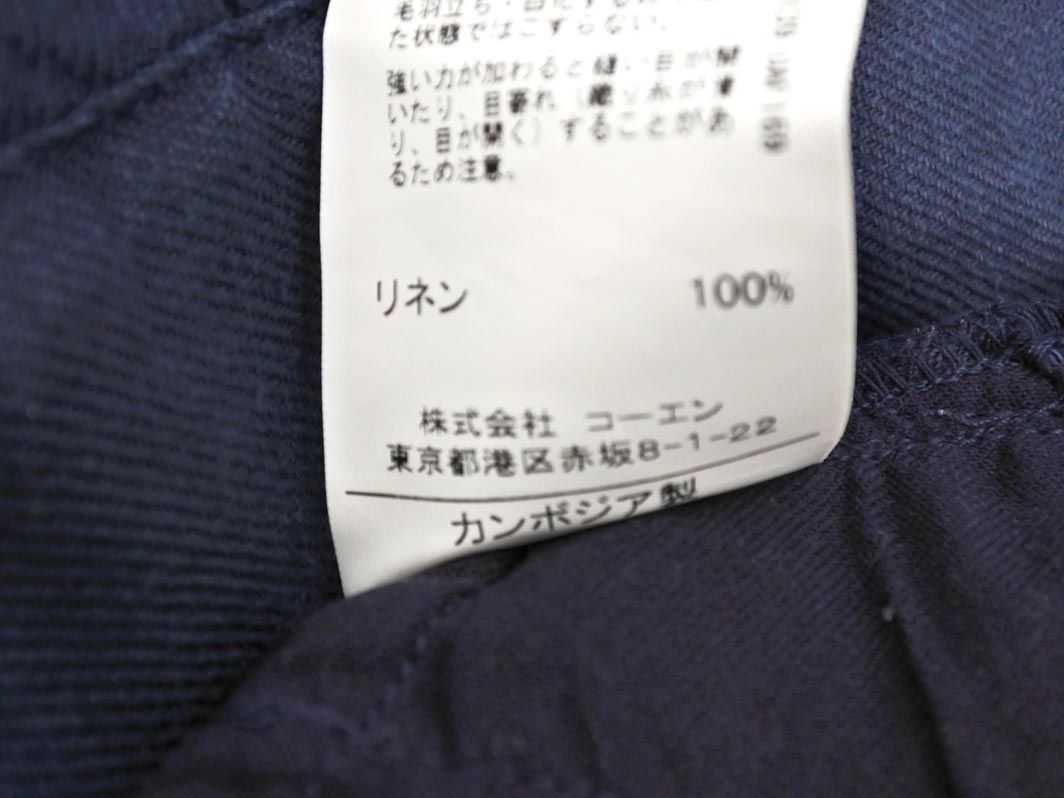 毛羽立ち・白化する
た状態ではこすらない。
強い力が加わると縫い目が開
いたり、目寄れ（織り糸が滑
り、目が開く）することがあ
るため注意。
リネン 100%
株式会社 コーエン
東京都港区赤坂8-1-22
カンボジア製